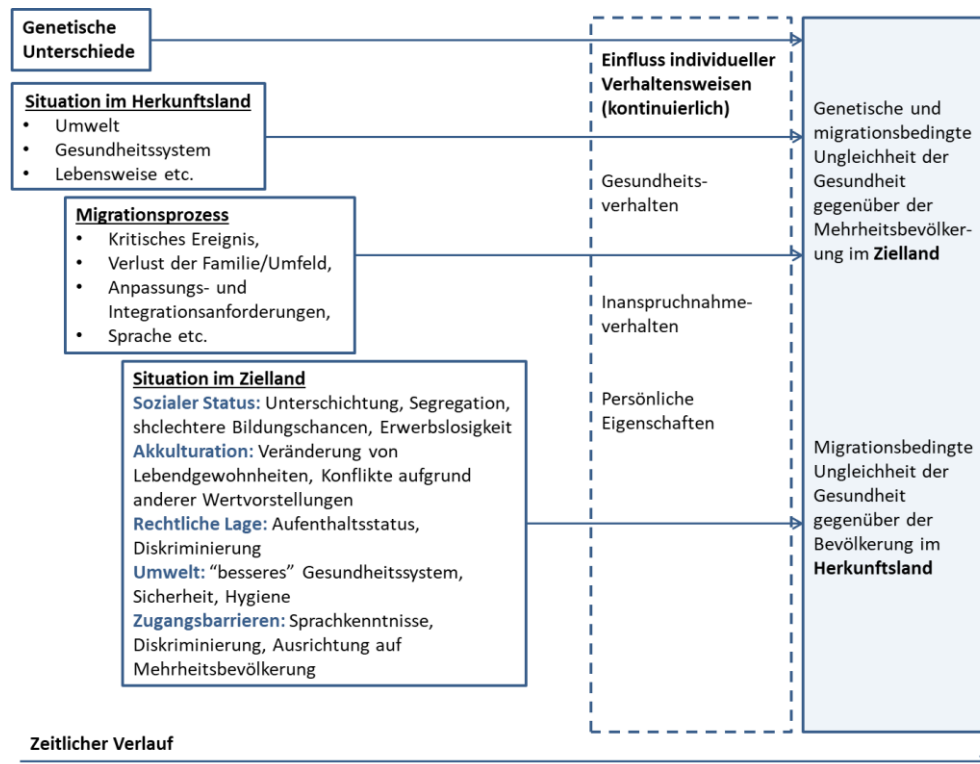 Genetische
Unterschiede
Situation im Herkunftsland
• Umwelt
• Gesundheitssystem
• Lebensweise etc.
Migrationsprozess
• Kritisches Ereignis,
• Verlust der Familie/Umfeld,
• Anpassungs- und
Integrationsanforderungen,
• Sprache etc.
Situation im Zielland
Sozialer Status: Unterschichtung, Segregation,
shclechtere Bildungschancen, Erwerbslosigkeit
Akkulturation: Veränderung von
Lebendgewohnheiten, Konflikte aufgrund
anderer Wertvorstellungen
Rechtliche Lage: Aufenthaltsstatus,
Diskriminierung
Umwelt: “besseres” Gesundheitssystem,
Sicherheit, Hygiene
Zugangsbarrieren: Sprachkenntnisse,
Diskriminierung, Ausrichtung auf
Mehrheitsbevölkerung
Einfluss individueller
Verhaltensweisen
(kontinuierlich)
Gesundheits-
verhalten
Inanspruchnahme-
verhalten
Persönliche
Eigenschaften
Genetische und
migrationsbedingte
Ungleichheit der
Gesundheit
gegenüber der
Mehrheitsbevölker-
ung im Zielland
Migrationsbedingte
Ungleichheit der
Gesundheit
gegenüber der
Bevölkerung im
Herkunftsland
Zeitlicher Verlauf